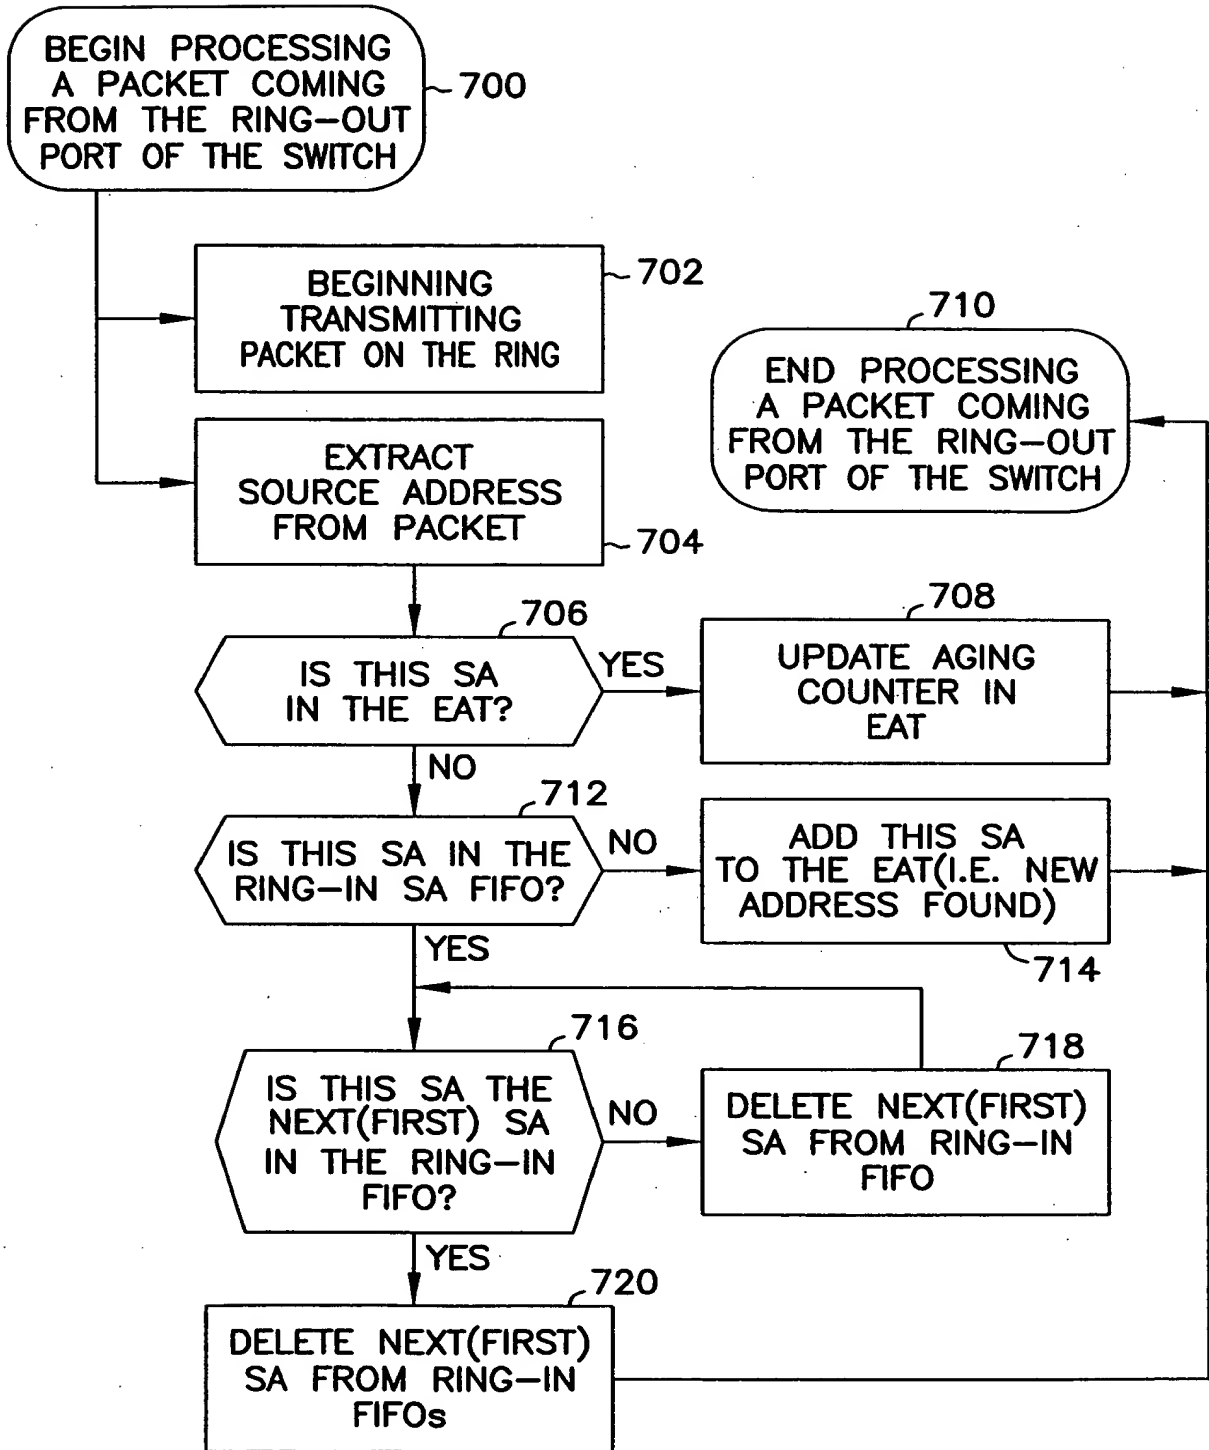 BEGIN PROCESSING
A PACKET COMING
FROM THE RING-OUT
PORT OF THE SWITCH
700
BEGINNING
TRANSMITTING
PACKET ON THE RING
702
710
END PROCESSING
A PACKET COMING
FROM THE RING-OUT
PORT OF THE SWITCH
EXTRACT
SOURCE ADDRESS
FROM PACKET
704
706
IS THIS SA
IN THE EAT?
YES
708
UPDATE AGING
COUNTER IN
EAT
NO
712
IS THIS SA IN THE
RING-IN SA FIFO?
NO
ADD THIS SA
TO THE EAT(I.E. NEW
ADDRESS FOUND)
714
YES
716
IS THIS SA THE
NEXT(FIRST) SA
IN THE RING-IN
FIFO?
NO
718
DELETE NEXT(FIRST)
SA FROM RING-IN
FIFO
YES
720
DELETE NEXT(FIRST)
SA FROM RING-IN
FIFOs